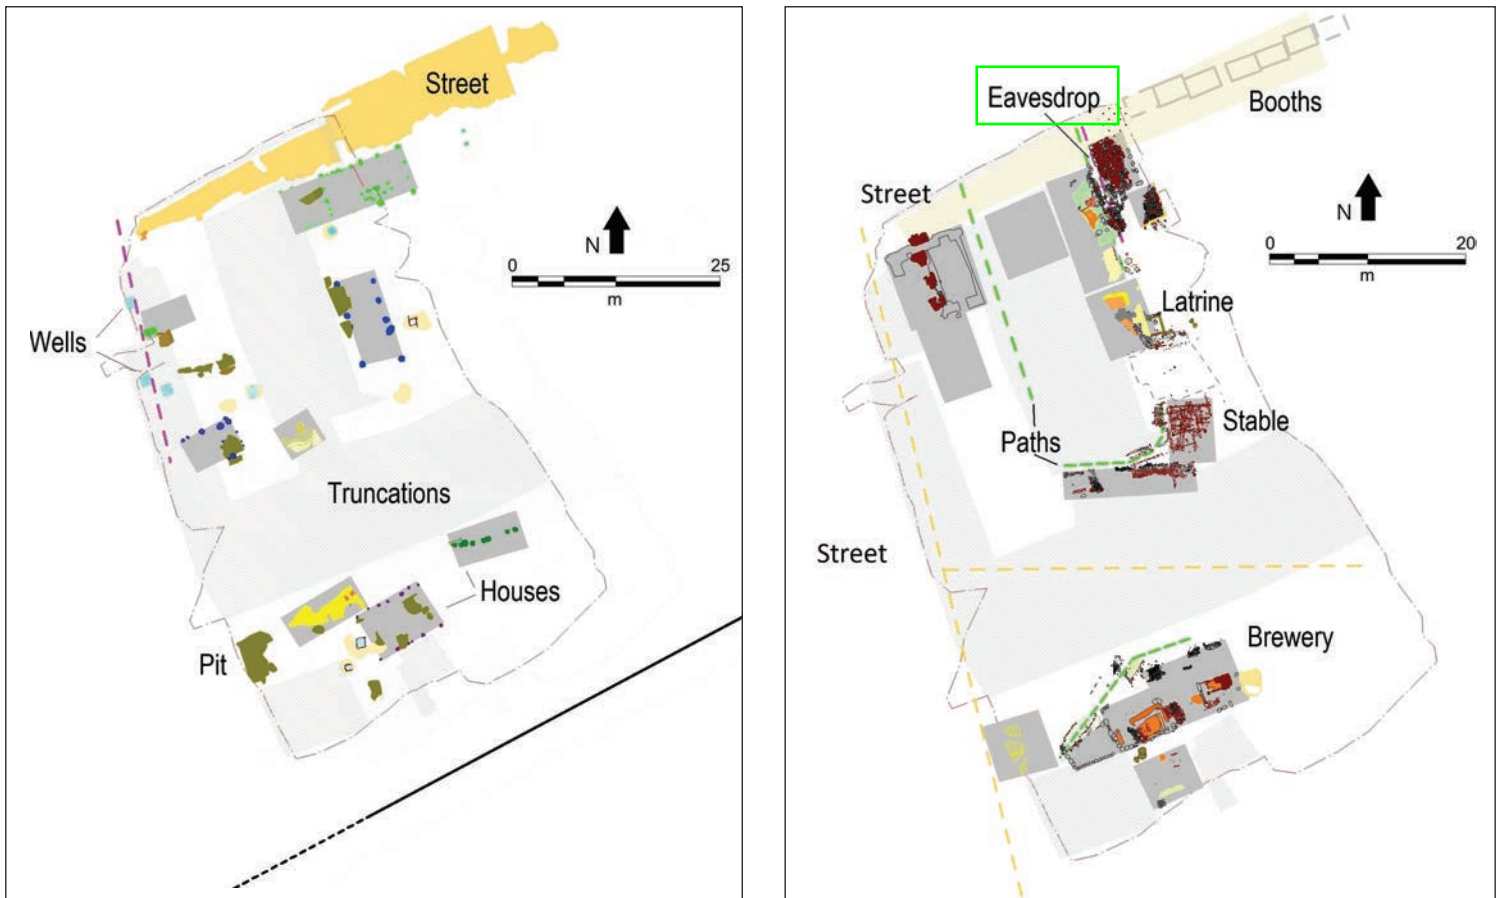 Street
N
0 25
m
Wells
Truncations
Houses
Pit
Eavesdrop
Booths
Street
N
0 20
m
Latrine
Paths
Stable
Street
Brewery